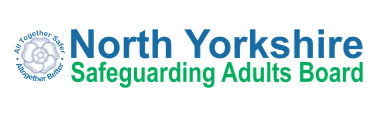 All Together Safer
Altogether Better
North Yorkshire
Safeguarding Adults Board